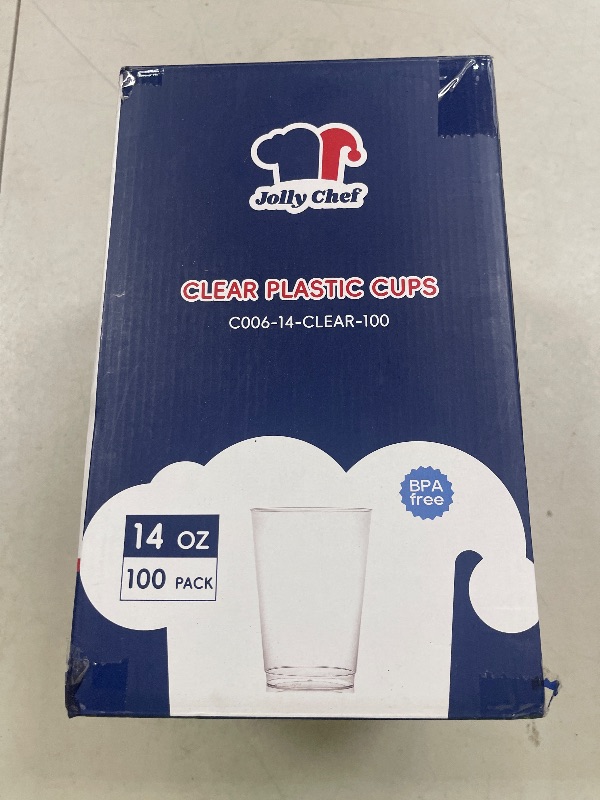 Jolly Chef
CLEAR PLASTIC CUPS
C006-14-CLEAR-100
BPA
free
14 OZ
100 PACK